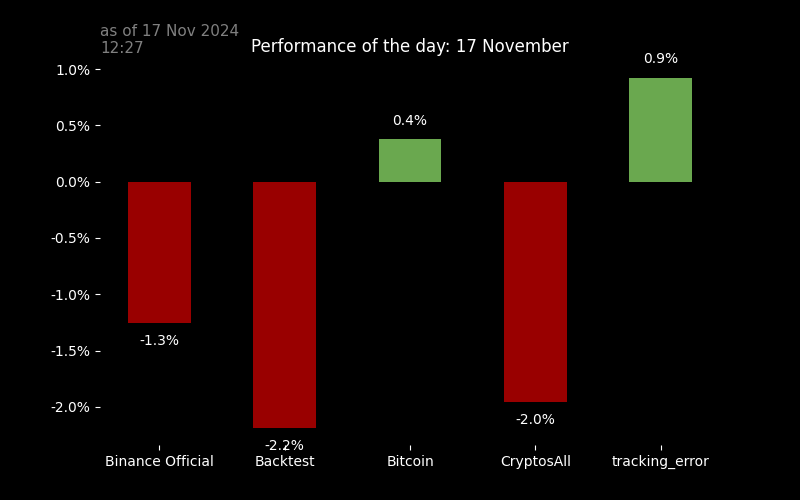 as of 17 Nov 2024
12:27
Performance of the day: 17 November
1.0%
0.5%
0.0%
-0.5%
-1.0%
-1.5%
-2.0%
-1.3%
-2.2%
0.4%
-2.0%
0.9%
Binance Official
Backtest
Bitcoin
CryptosAll
tracking_error